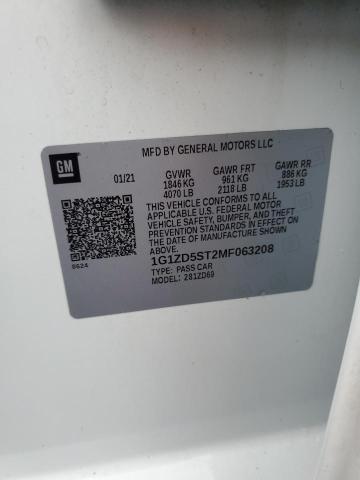 MFD BY GENERAL MOTORS LLC
GM
01/21 GVWR GAWR FRT GAWR RR
1846 KG 961 KG 886 KG
4070 LB 2118 LB 1953 LB
THIS VEHICLE CONFORMS TO ALL
APPLICABLE U.S. FEDERAL MOTOR
VEHICLE SAFETY, BUMPER, AND THEFT
PREVENTION STANDARDS IN EFFECT ON
THE DATE OF MANUFACTURE SHOWN
ABOVE.
1G1ZD5ST2MF063208
8624
TYPE: PASS CAR
MODEL: 281ZD69